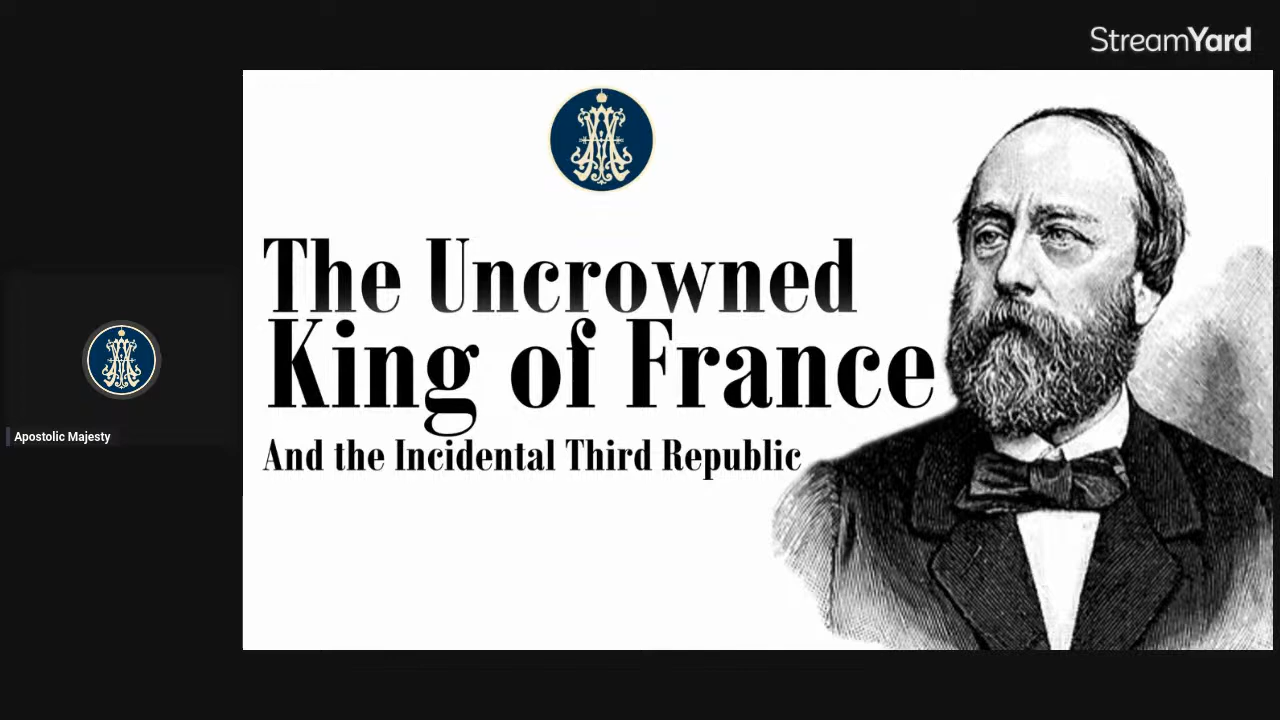 StreamYard
The Uncrowned
King of France
And the Incidental Third Republic
Apostolic Majesty